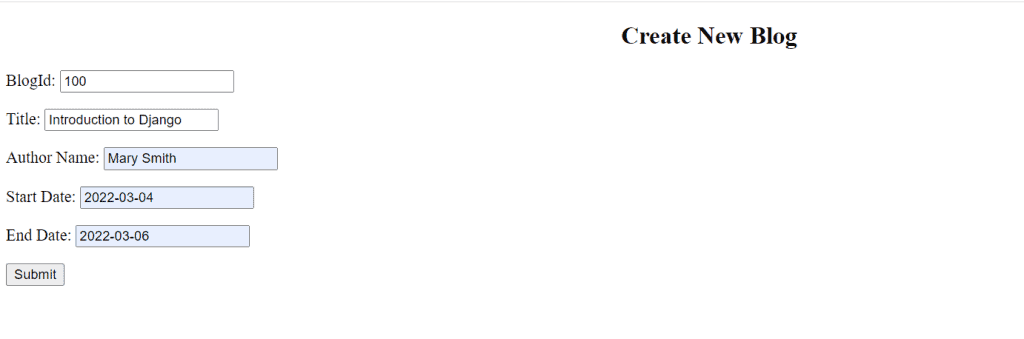 Create New Blog
BlogId: 100
Title: Introduction to Django
Author Name: Mary Smith
Start Date: 2022-03-04
End Date: 2022-03-06
Submit